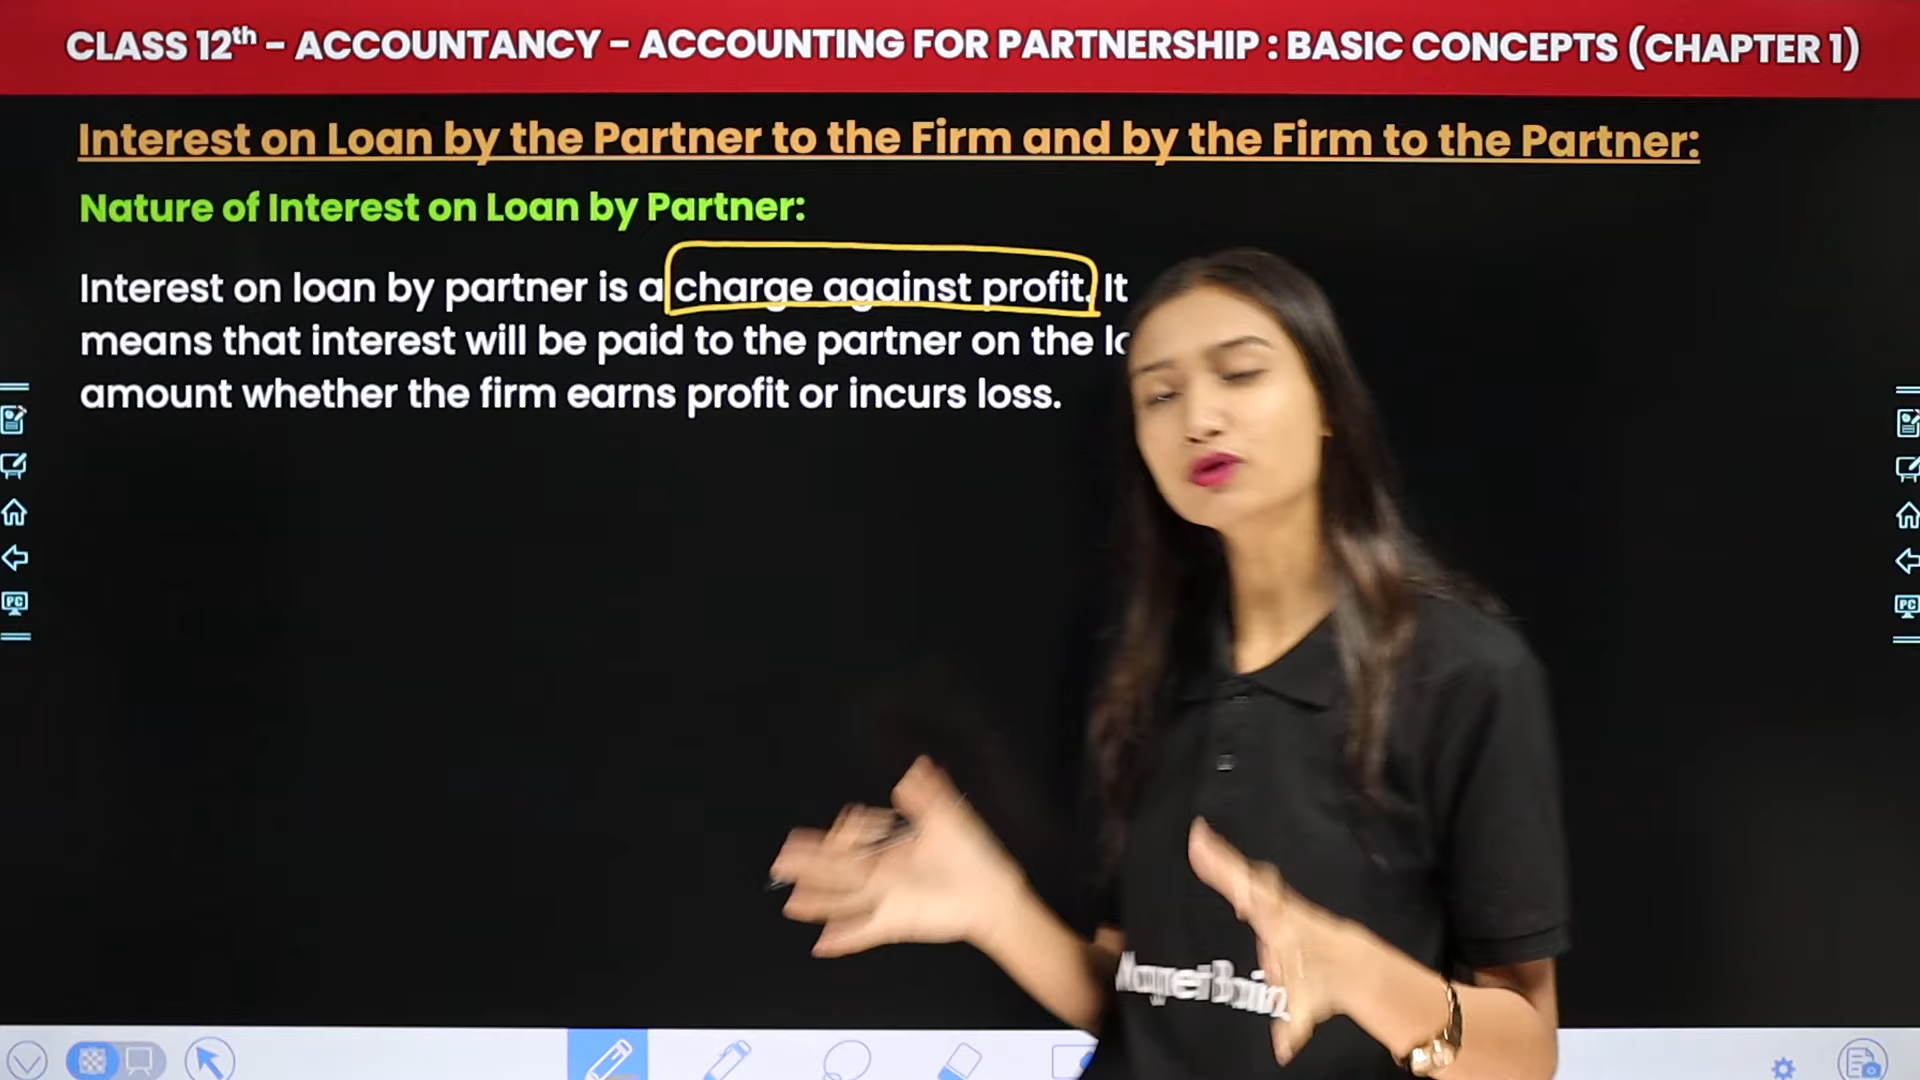 CLASS 12th - ACCOUNTANCY - ACCOUNTING FOR PARTNERSHIP : BASIC CONCEPTS (CHAPTER 1)
Interest on Loan by the Partner to the Firm and by the Firm to the Partner:
Nature of Interest on Loan by Partner:
Interest on loan by partner is a charge against profit. It
means that interest will be paid to the partner on the
amount whether the firm earns profit or incurs loss.
PC
PC